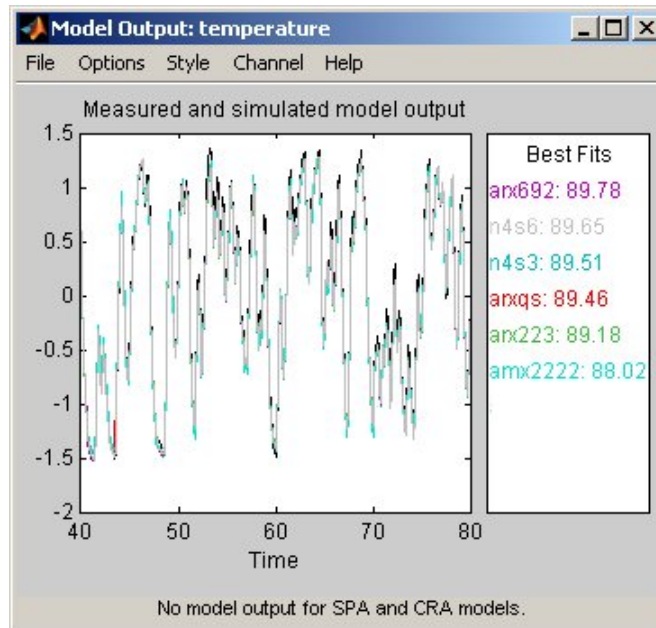 Model Output: temperature
File Options Style Channel Help
Measured and simulated model output
1.5
1
0.5
0
-0.5
-1
-1.5
-2
40 50 60 70 80
Time
Best Fits
arx692: 89.78
n4s6: 89.65
n4s3: 89.51
arxqs: 89.46
arx223: 89.18
amx2222: 88.02
No model output for SPA and CRA models.